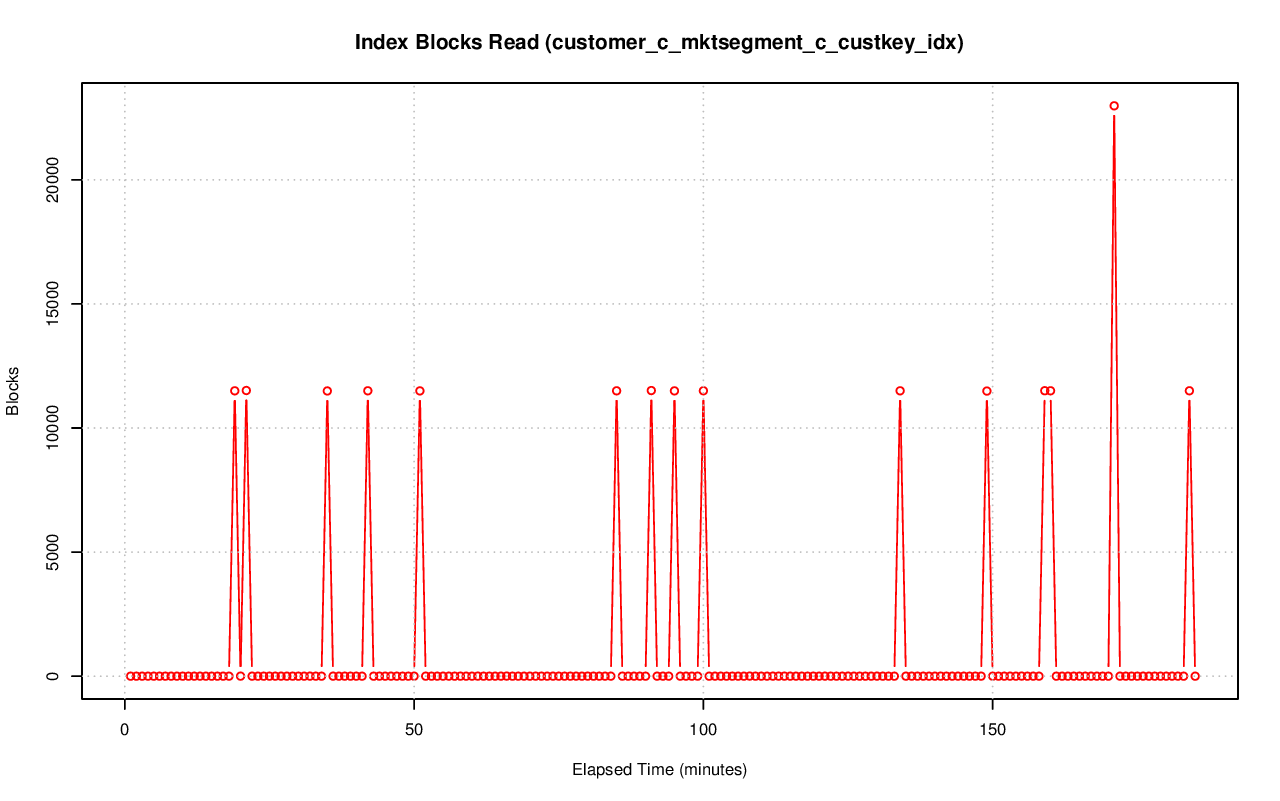 Index Blocks Read (customer_c_mktsegment_c_custkey_idx)
Blocks
20000
15000
10000
5000
0
0 50 100 150
Elapsed Time (minutes)